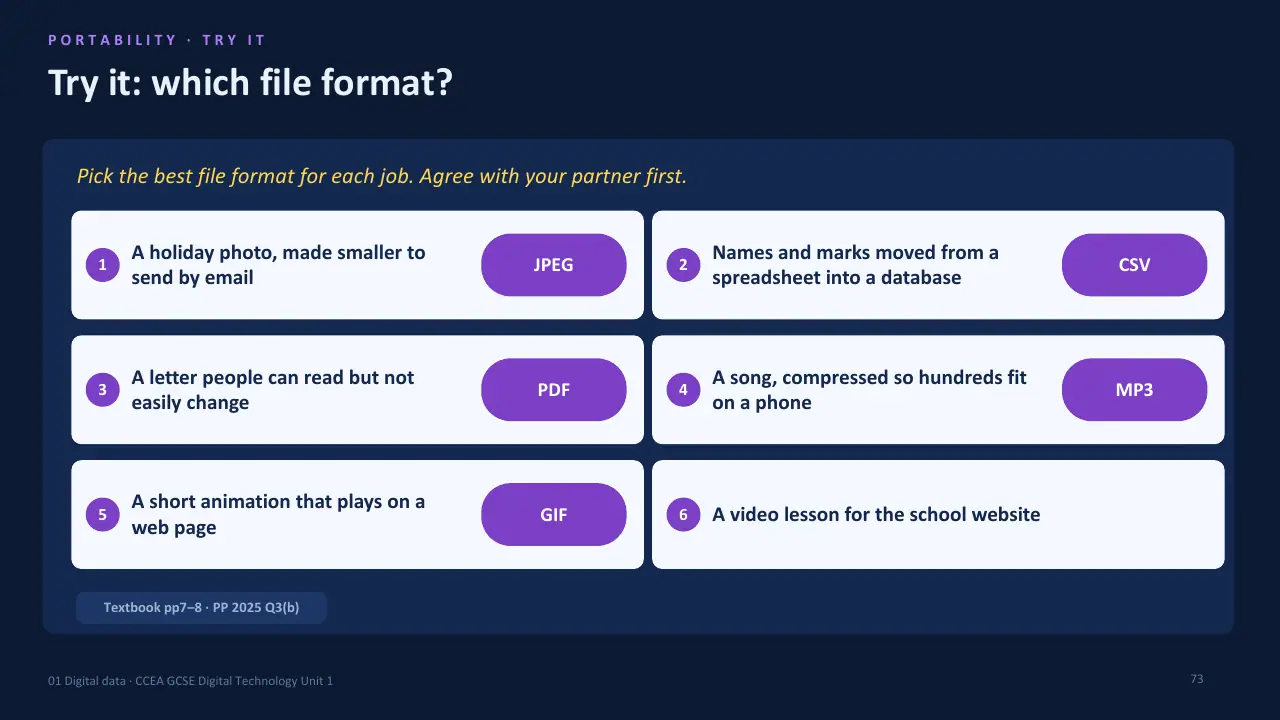 PORTABILITY · TRY IT
Try it: which file format?
Pick the best file format for each job. Agree with your partner first.
1
A holiday photo, made smaller to
send by email
JPEG
2
Names and marks moved from a
spreadsheet into a database
CSV
3
A letter people can read but not
easily change
PDF
4
A song, compressed so hundreds fit
on a phone
MP3
5
A short animation that plays on a
web page
GIF
6
A video lesson for the school website
Textbook pp7–8 · PP 2025 Q3(b)
01 Digital data · CCEA GCSE Digital Technology Unit 1
73